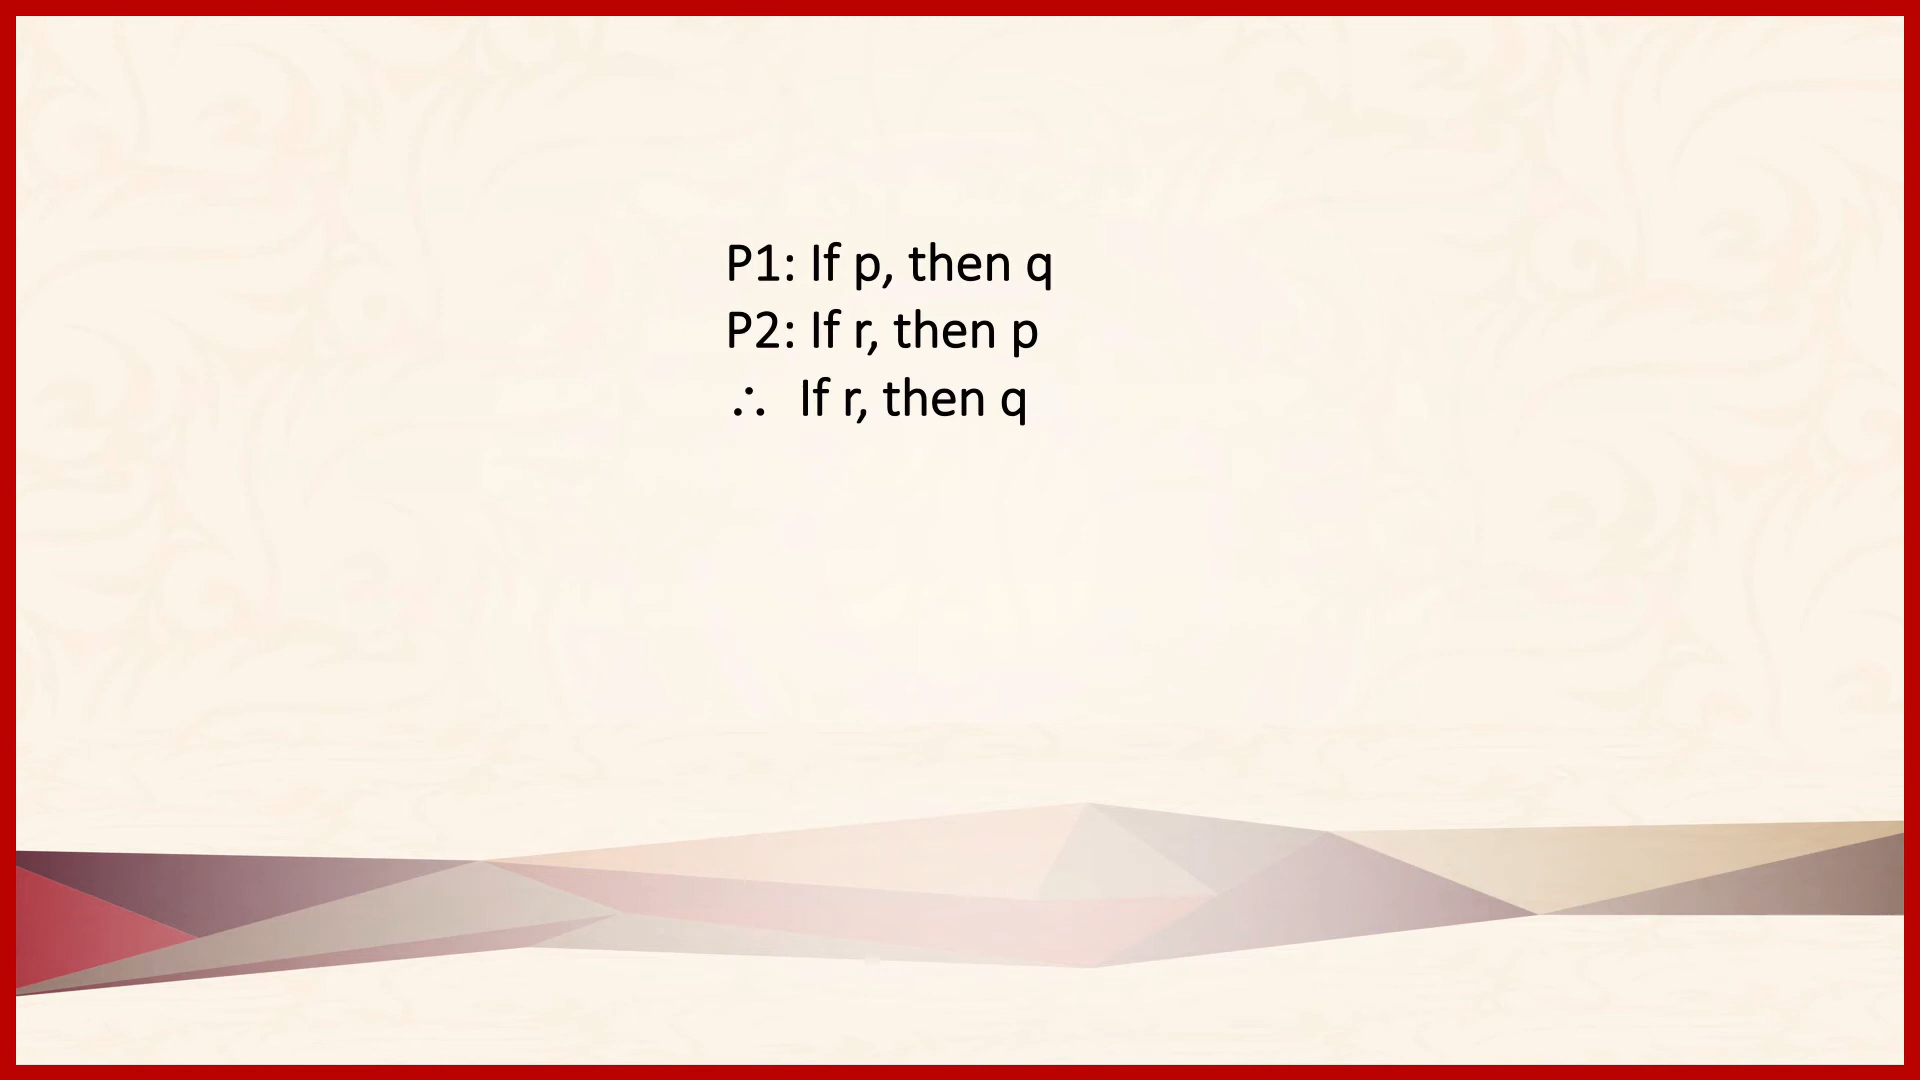 P1: If p, then q
P2: If r, then p
∴ If r, then q